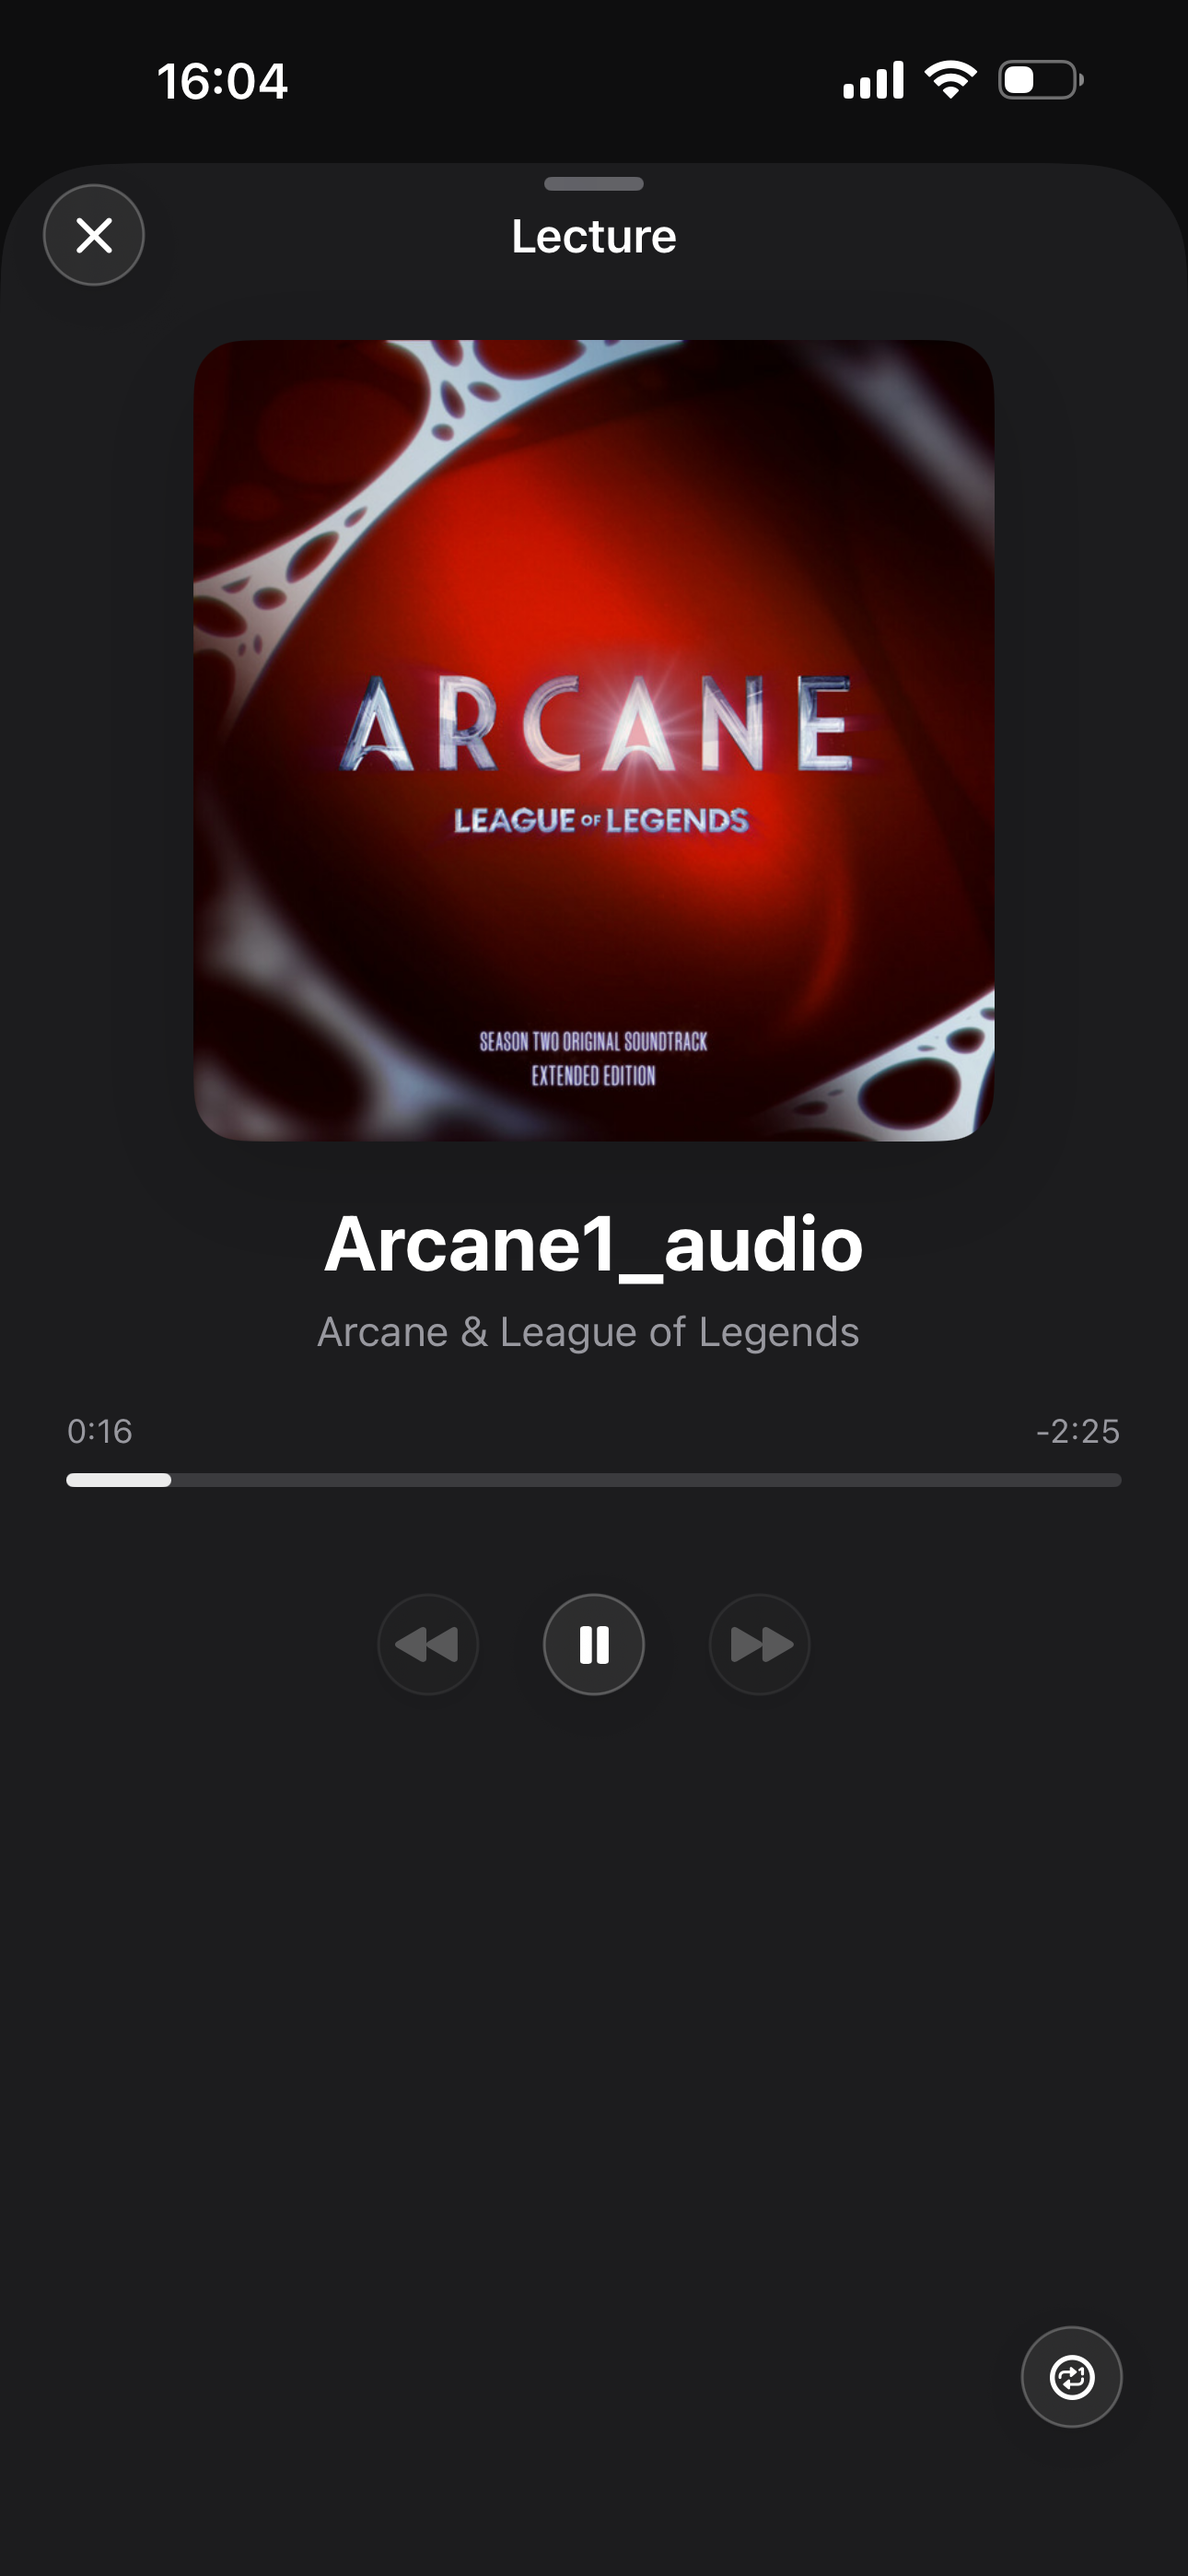 16:04
Lecture
ARCANE
LEAGUE OF LEGENDS
SEASON TWO ORIGINAL SOUNDTRACK
EXTENDED EDITION
Arcane1_audio
Arcane & League of Legends
0:16 -2:25